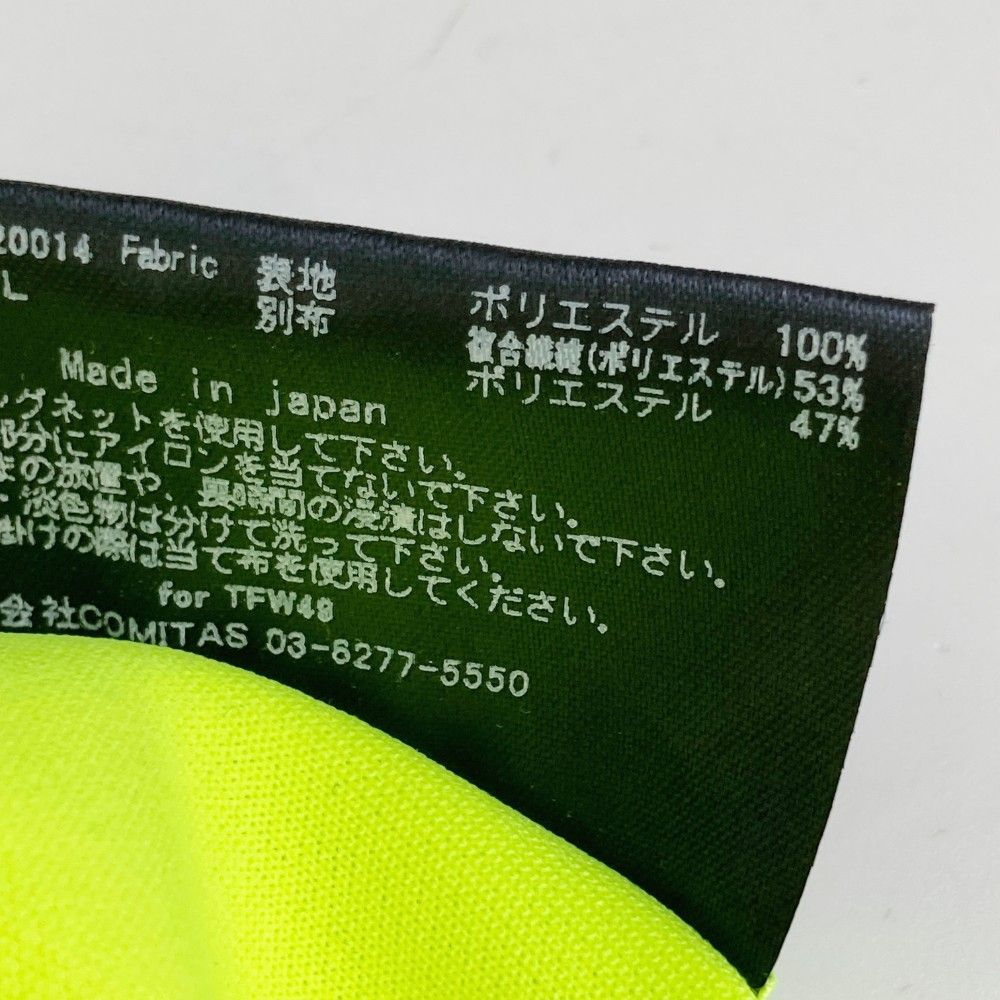 20014 Fabric 表地 ポリエステル 100%
L 別布 複合繊維(ポリエステル) 53%
ポリエステル 47%
Made in japan
ングネットを使用して下さい。
部分にアイロンを当てないで下さい。
まの放置や、長時間の浸漬はしないで下さい。
淡色物は分けて洗って下さい。
掛けの際は当て布を使用してください。
for TFW49
会社COMITAS 03-6277-5550